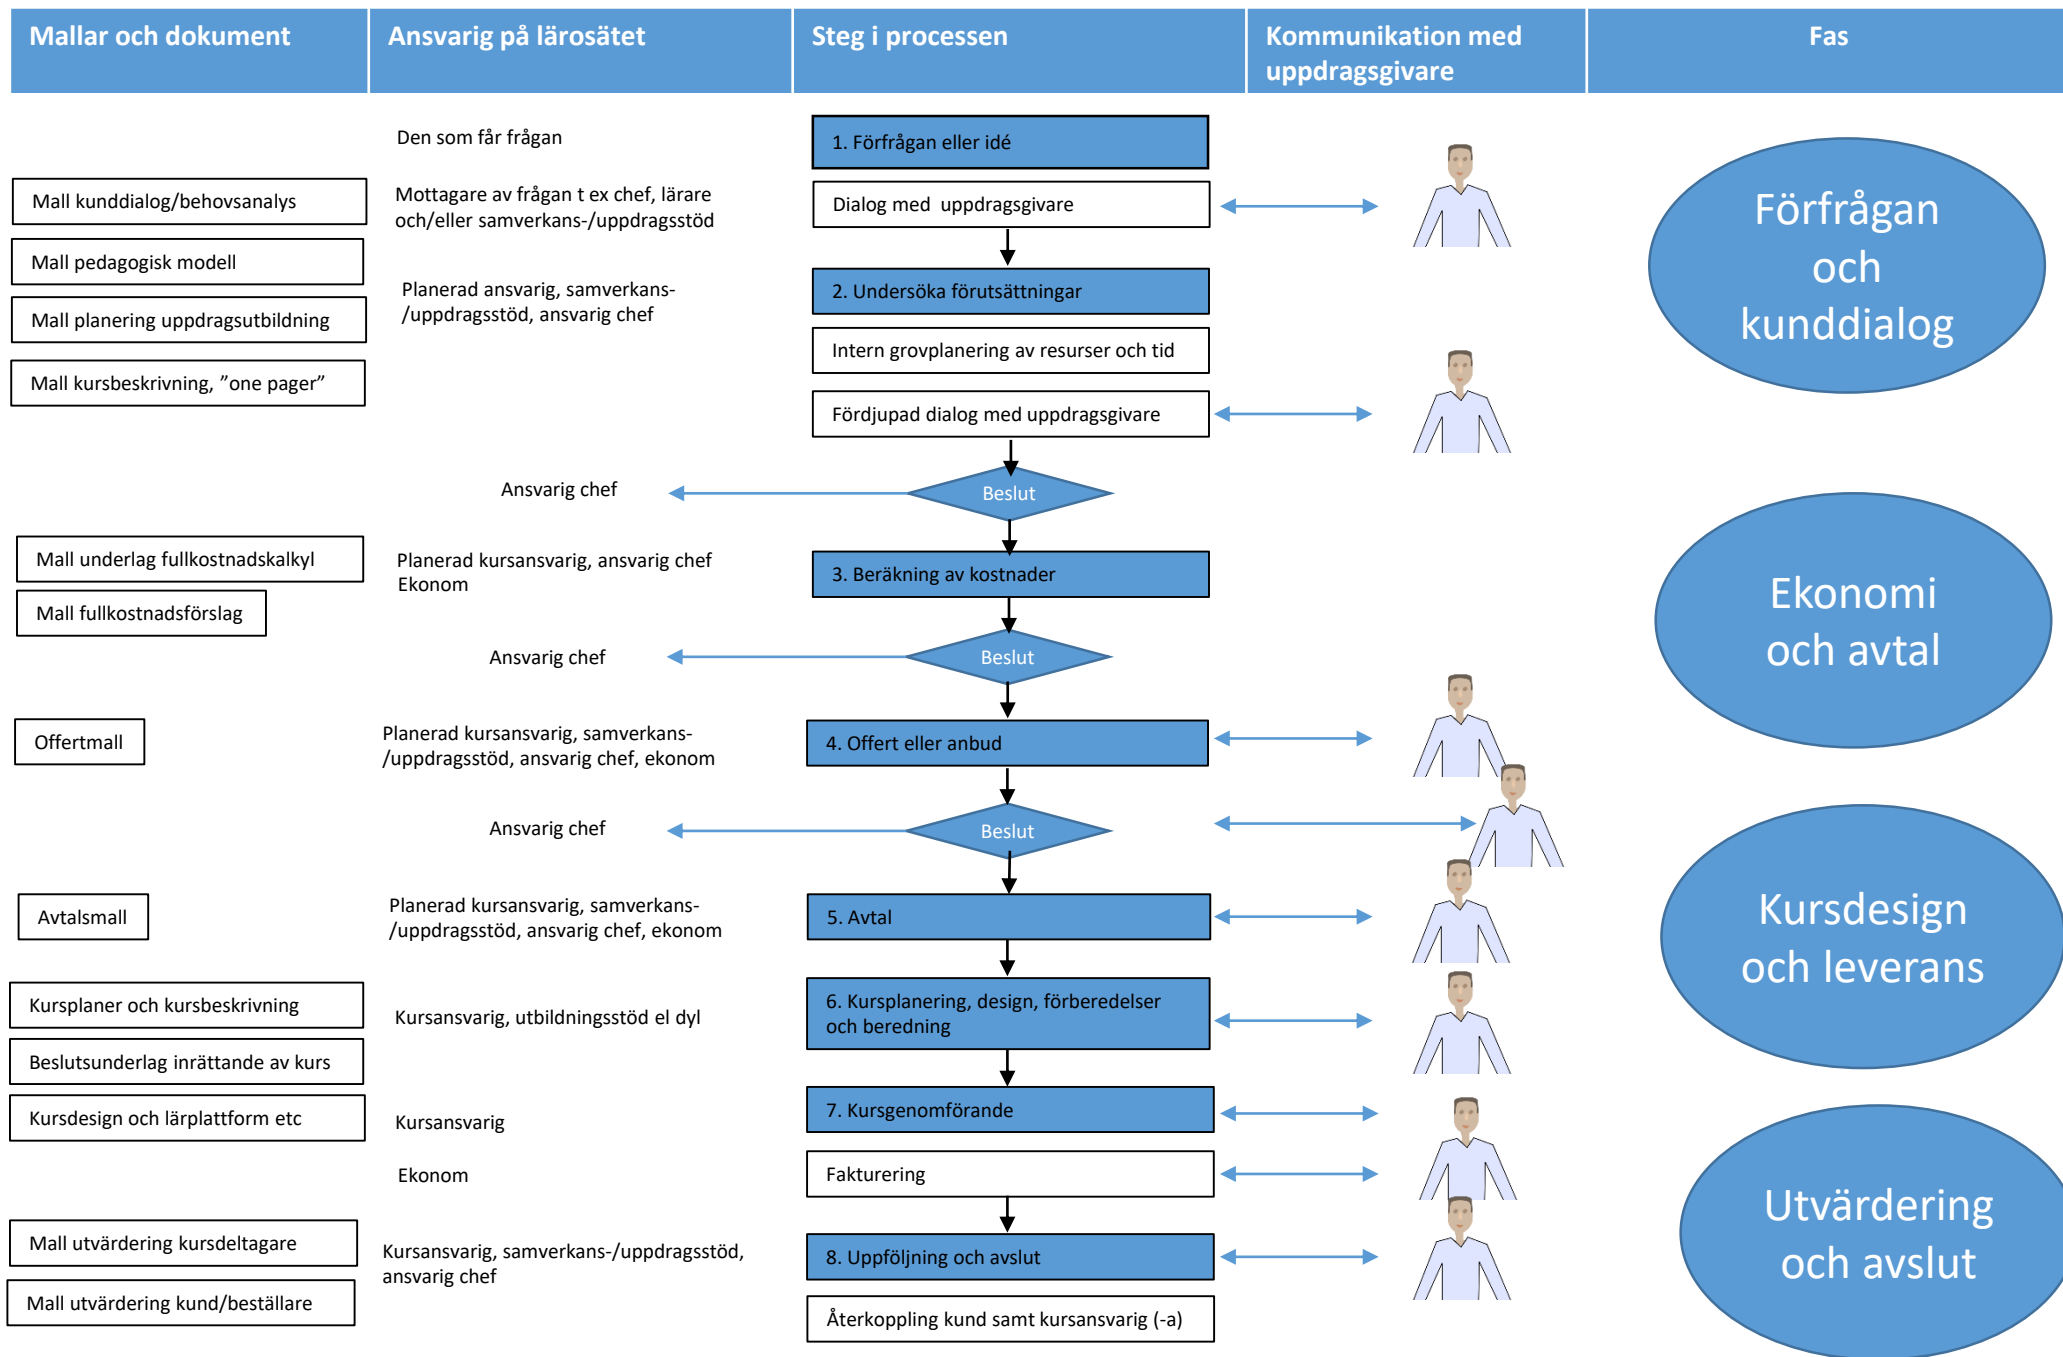 Mallar och dokument
Ansvarig på lärosätet
Steg i processen
Kommunikation med
uppdragsgivare
Fas
Den som får frågan
1. Förfrågan eller idé
Mall kunddialog/behovsanalys
Mottagare av frågan t ex chef, lärare
och/eller samverkans-/uppdragsstöd
Dialog med uppdragsgivare
Förfrågan
och
kunddialog
Mall pedagogisk modell
Planerad ansvarig, samverkans-
/uppdragsstöd, ansvarig chef
2. Undersöka förutsättningar
Mall planering uppdragsutbildning
Intern grovplanering av resurser och tid
Mall kursbeskrivning, ”one pager”
Fördjupad dialog med uppdragsgivare
Ansvarig chef
Beslut
Mall underlag fullkostnadskalkyl
Planerad kursansvarig, ansvarig chef
Ekonom
3. Beräkning av kostnader
Ekonomi
och avtal
Mall fullkostnadsförslag
Ansvarig chef
Beslut
Offertmall
Planerad kursansvarig, samverkans-
/uppdragsstöd, ansvarig chef, ekonom
4. Offert eller anbud
Ansvarig chef
Beslut
Avtalsmall
Planerad kursansvarig, samverkans-
/uppdragsstöd, ansvarig chef, ekonom
5. Avtal
Kursdesign
och leverans
Kursplaner och kursbeskrivning
Kursansvarig, utbildningsstöd el dyl
6. Kursplanering, design, förberedelser
och beredning
Beslutsunderlag inrättande av kurs
Kursdesign och lärplattform etc
Kursansvarig
7. Kursgenomförande
Ekonom
Fakturering
Utvärdering
och avslut
Mall utvärdering kursdeltagare
Kursansvarig, samverkans-/uppdragsstöd,
ansvarig chef
8. Uppföljning och avslut
Mall utvärdering kund/beställare
Återkoppling kund samt kursansvarig (-a)